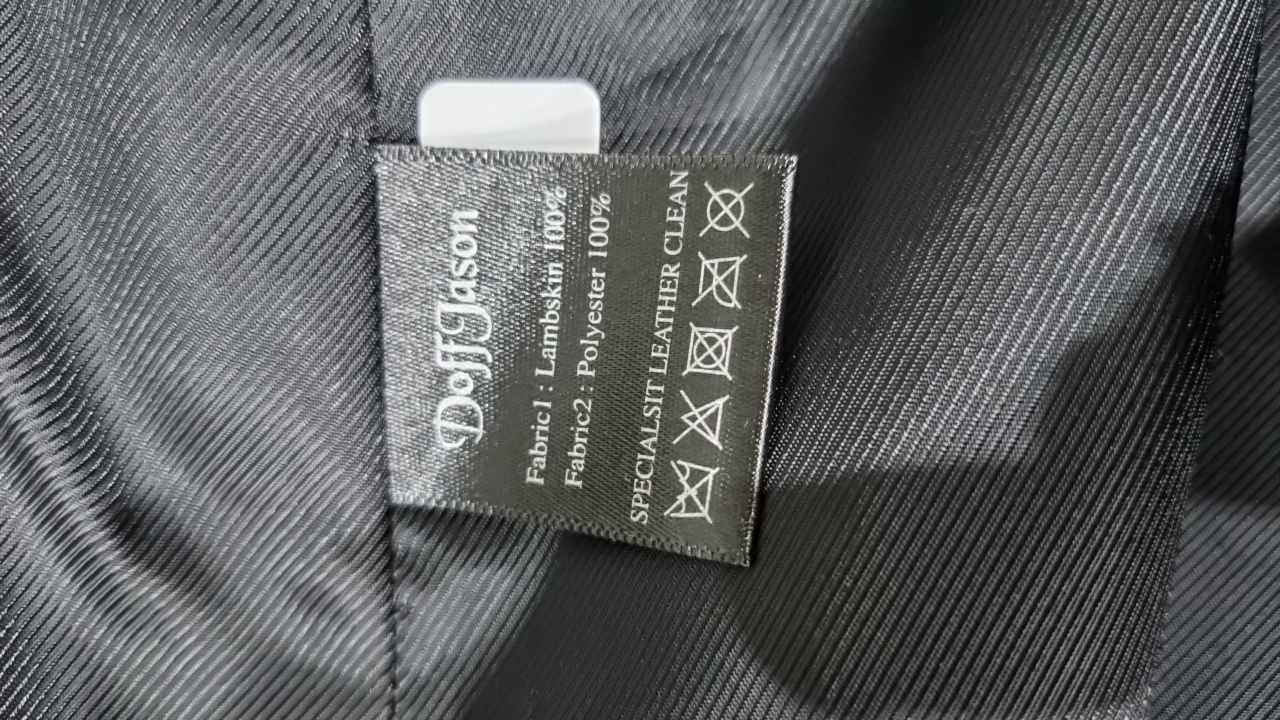 DoffJason
Fabric1 : Lambskin 100%
Fabric2 : Polyester 100%
SPECIALSIT LEATHER CLEAN